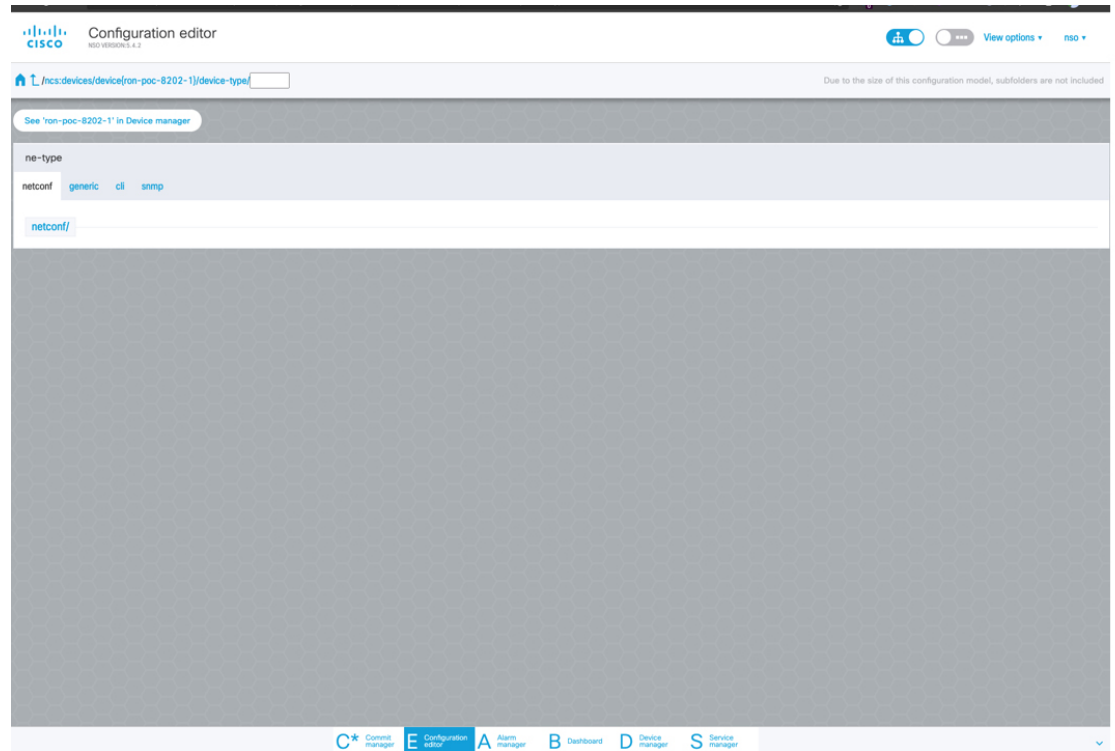 CISCO
Configuration editor
NSO VERSION:5.4.2
View options
nso
/ncs:devices/device{ron-poc-8202-1}/device-type/
Due to the size of this configuration model, subfolders are not included
See 'ron-poc-8202-1' in Device manager
ne-type
netconf generic cli snmp
netconf/
C* Commit manager
E Configuration editor
A Alarm manager
B Dashboard
D Device manager
S Service manager